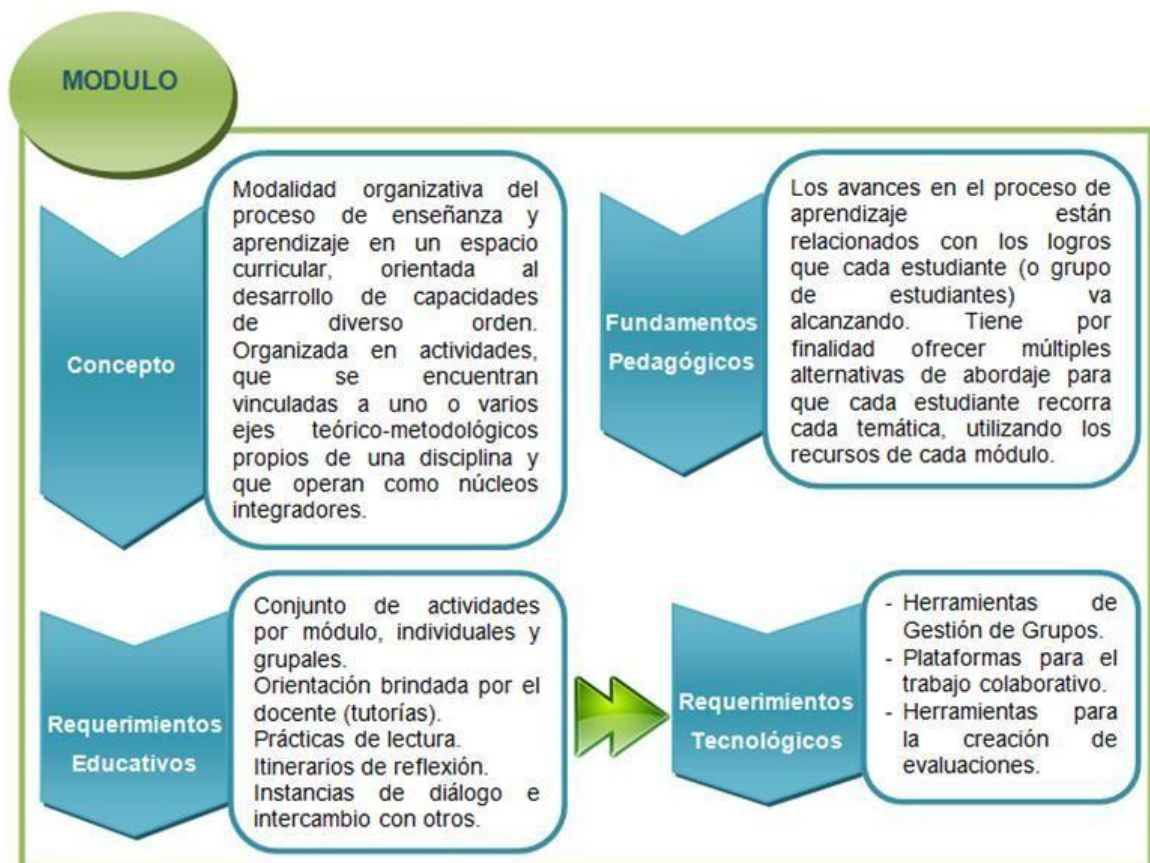 MODULO
Concepto
Modalidad organizativa del
proceso de enseñanza y
aprendizaje en un espacio
curricular, orientada al
desarrollo de capacidades
de diverso orden.
Organizada en actividades,
que se encuentran
vinculadas a uno o varios
ejes teórico-metodológicos
propios de una disciplina y
que operan como núcleos
integradores.
Fundamentos
Pedagógicos
Los avances en el proceso de
aprendizaje están
relacionados con los logros
que cada estudiante (o grupo
de estudiantes) va
alcanzando. Tiene por
finalidad ofrecer múltiples
alternativas de abordaje para
que cada estudiante recorra
cada temática, utilizando los
recursos de cada módulo.
Requerimientos
Educativos
Conjunto de actividades
por módulo, individuales y
grupales.
Orientación brindada por el
docente (tutorías).
Prácticas de lectura.
Itinerarios de reflexión.
Instancias de diálogo e
intercambio con otros.
Requerimientos
Tecnológicos
- Herramientas de
Gestión de Grupos.
- Plataformas para el
trabajo colaborativo.
- Herramientas para
la creación de
evaluaciones.